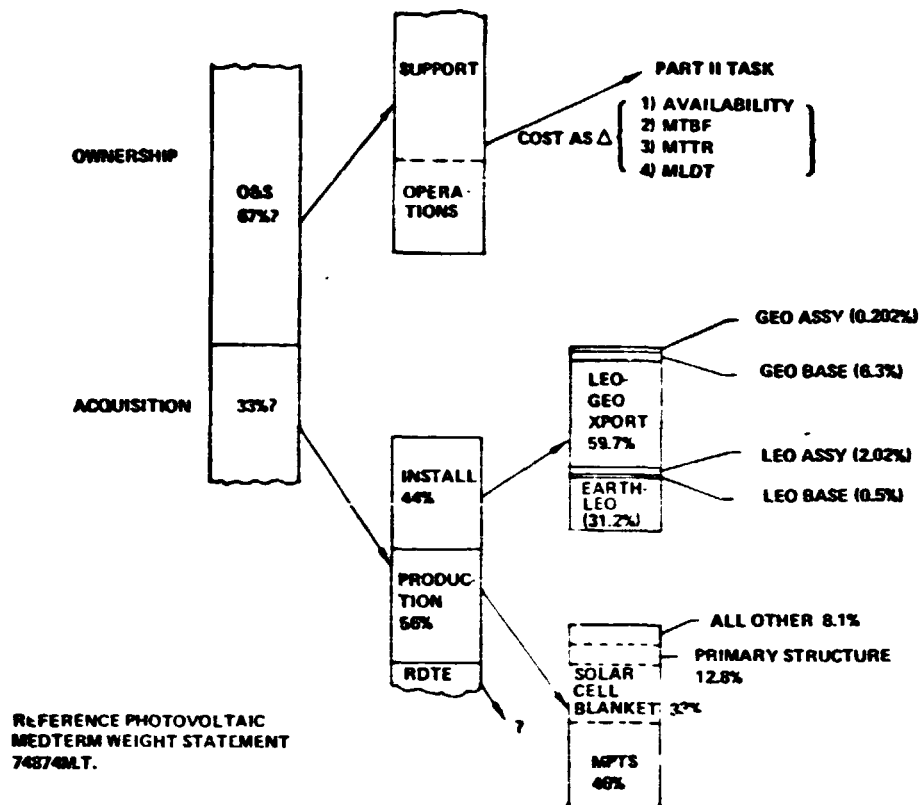 SUPPORT
PART II TASK
COST AS Δ
1) AVAILABILITY
2) MTBF
3) MTTR
4) MLDT
OWNERSHIP
O&S
67%?
OPERA-
TIONS
ACQUISITION
33%?
GEO ASSY (0.202%)
GEO BASE (6.3%)
LEO-
GEO
XPORT
59.7%
LEO ASSY (2.02%)
LEO BASE (0.5%)
EARTH-
LEO
(31.2%)
INSTALL
44%
PRODUC-
TION
56%
RDTE
?
ALL OTHER 8.1%
PRIMARY STRUCTURE
12.8%
SOLAR
CELL
BLANKET
MPTS
46%
REFERENCE PHOTOVOLTAIC
MEDTERM WEIGHT STATEMENT
74874M.T.